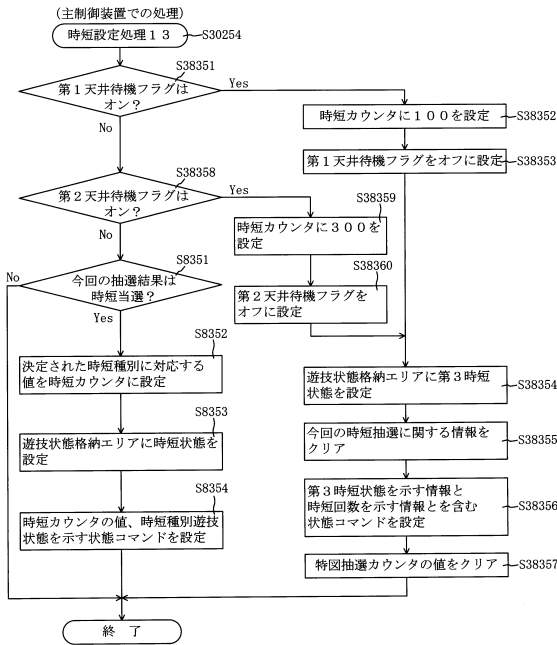 (主制御装置での処理)
時短設定処理13
S30254
S38351
第1天井待機フラグは
オン?
Yes
No
時短カウンタに100を設定
S38352
第1天井待機フラグをオフに設定
S38353
S38358
第2天井待機フラグは
オン?
Yes
No
S38359
時短カウンタに300を
設定
S38360
第2天井待機フラグを
オフに設定
S8351
今回の抽選結果は
時短当選?
No
Yes
S8352
決定された時短種別に対応する
値を時短カウンタに設定
S8353
遊技状態格納エリアに時短状態を
設定
S8354
時短カウンタの値、時短種別遊技
状態を示す状態コマンドを設定
遊技状態格納エリアに第3時短
状態を設定
S38354
今回の時短抽選に関する情報を
クリア
S38355
第3時短状態を示す情報と
時短回数を示す情報とを含む
状態コマンドを設定
S38356
特図抽選カウンタの値をクリア
S38357
終 了